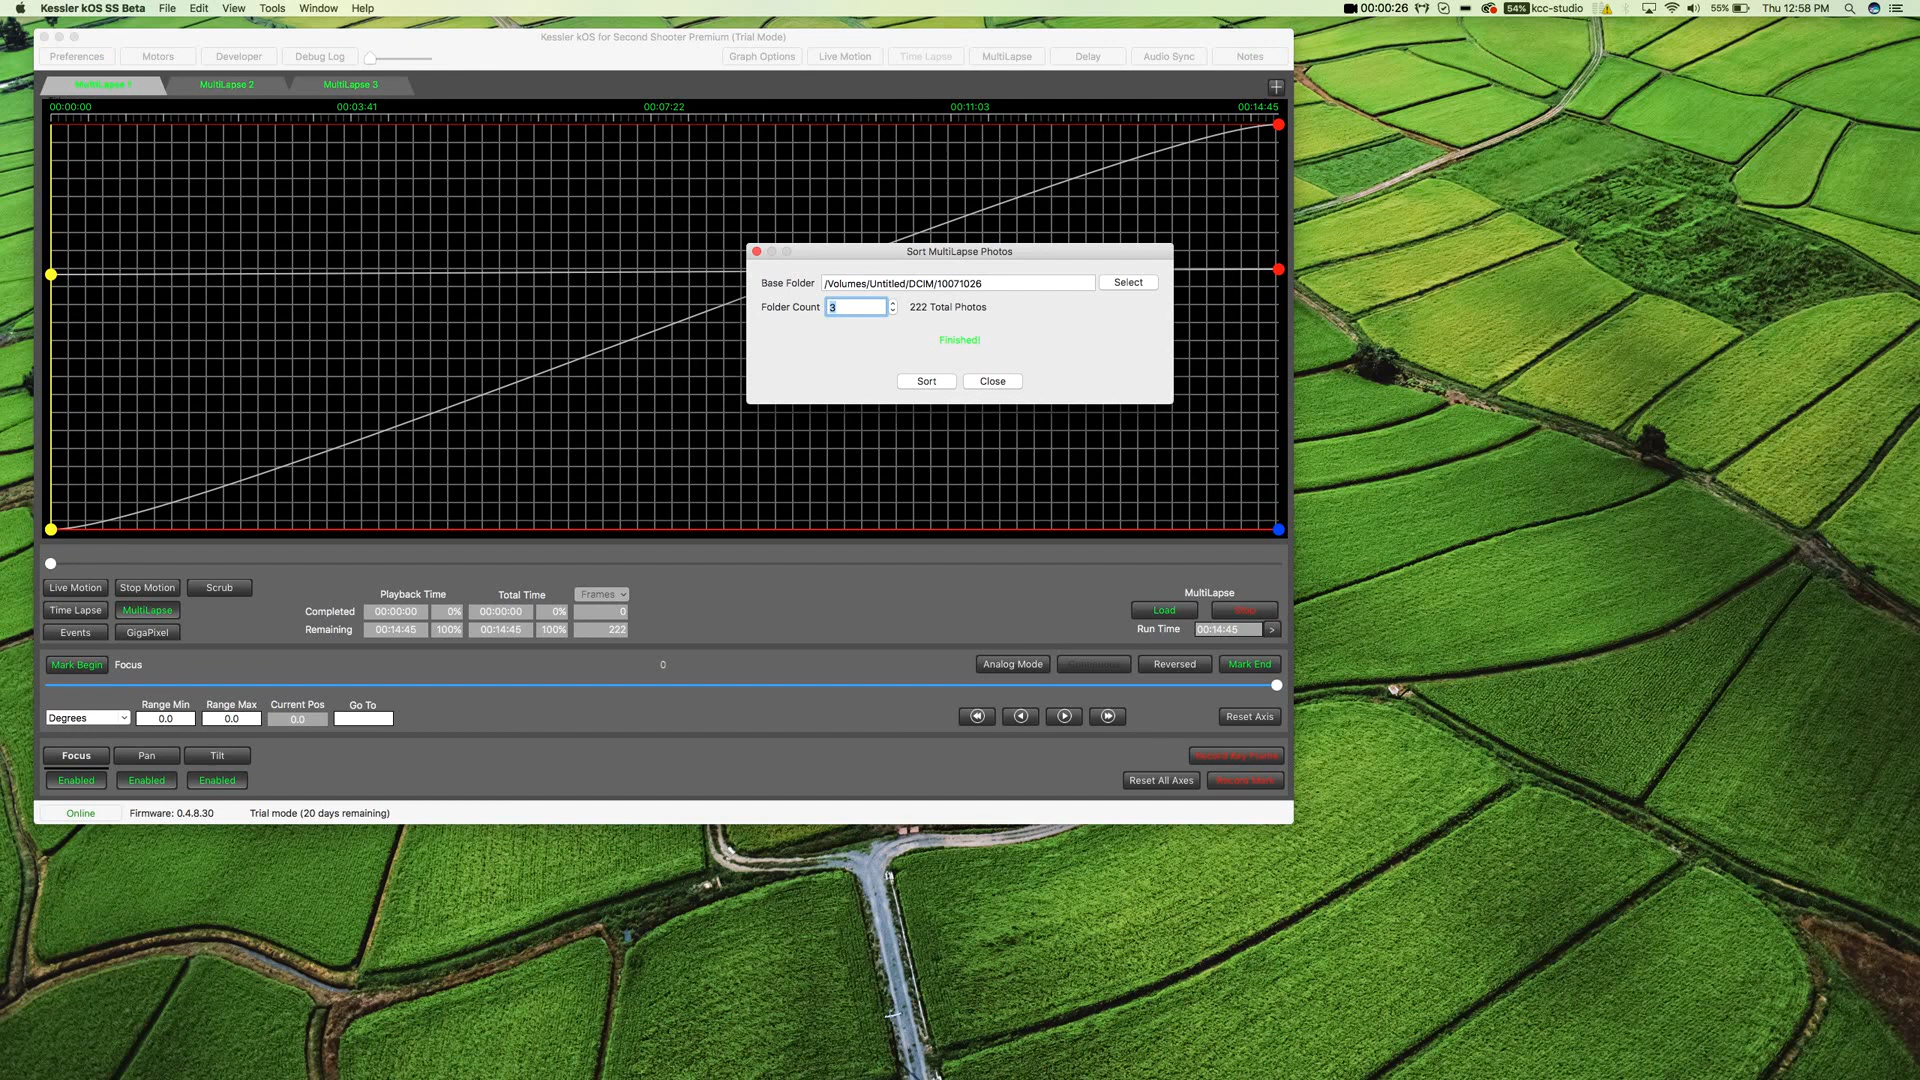 Kessler kOS SS Beta File Edit View Tools Window Help 00:00:26 54% kcc-studio 55% Thu 12:58 PM
Kessler kOS for Second Shooter Premium (Trial Mode)
Preferences Motors Developer Debug Log Graph Options Live Motion Time Lapse MultiLapse Delay Audio Sync Notes
MultiLapse 1 MultiLapse 2 MultiLapse 3
00:00:00 00:03:41 00:07:22 00:11:03 00:14:45
Sort MultiLapse Photos
Base Folder /Volumes/Untitled/DCIM/10071026 Select
Folder Count 3 222 Total Photos
Finished!
Sort Close
Live Motion Stop Motion Scrub
Playback Time Total Time Frames MultiLapse
Time Lapse MultiLapse Completed 00:00:00 0% 00:00:00 0% 0 Load Stop
Events GigaPixel Remaining 00:14:45 100% 00:14:45 100% 222 Run Time 00:14:45 >
Mark Begin Focus 0 Analog Mode Continuous Reversed Mark End
Range Min Range Max Current Pos Go To
Degrees 0.0 0.0 0.0 Reset Axis
Focus Pan Tilt Record Key Frame
Enabled Enabled Enabled Reset All Axes
Online Firmware: 0.4.8.30 Trial mode (20 days remaining)